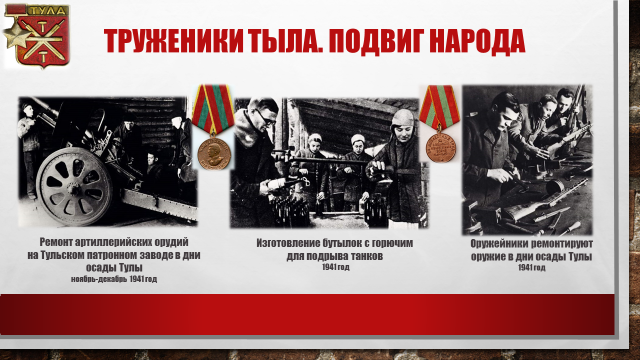 ТУЛА
ТРУЖЕНИКИ ТЫЛА. ПОДВИГ НАРОДА
Ремонт артиллерийских орудий
на Тульском патронном заводе в дни
осады Тулы
ноябрь-декабрь 1941 год
Изготовление бутылок с горючим
для подрыва танков
1941 год
Оружейники ремонтируют
оружие в дни осады Тулы
1941 год